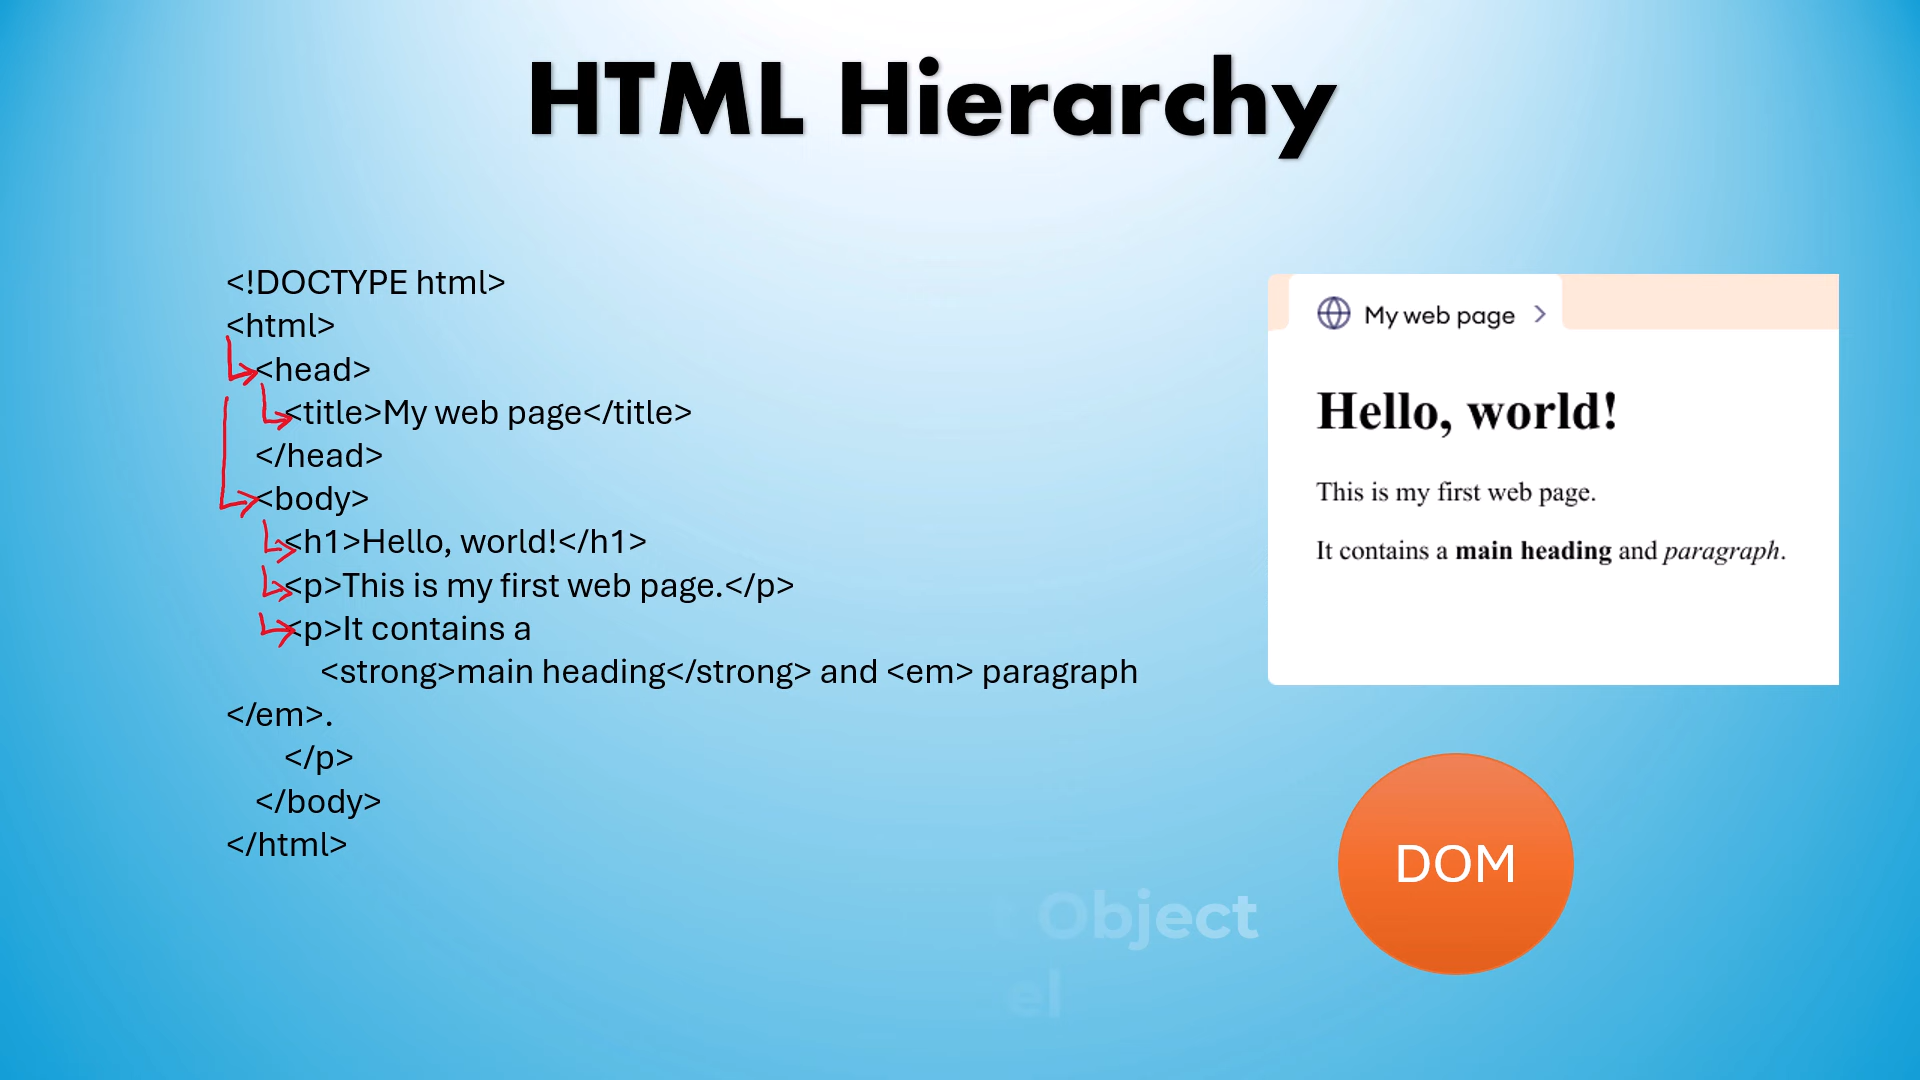 HTML Hierarchy
<!DOCTYPE html>
<html>
<head>
<title>My web page</title>
</head>
<body>
<h1>Hello, world!</h1>
<p>This is my first web page.</p>
<p>It contains a
<strong>main heading</strong> and <em> paragraph
</em>.
</p>
</body>
</html>
My web page
Hello, world!
This is my first web page.
It contains a main heading and paragraph.
DOM
Object